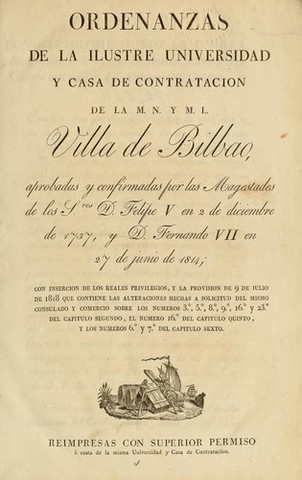 ORDENANZAS
DE LA ILUSTRE UNIVERSIDAD
Y CASA DE CONTRATACION
DE LA M. N. Y M. L.
Villa de Bilbao,
aprobadas y confirmadas por las Magestades
de los S.res D. Felipe V en 2 de diciembre
de 1737, y D. Fernando VII en
27 de junio de 1814;
CON INSERCION DE LOS REALES PRIVILEGIOS, Y LA PROVISION DE 9 DE JULIO
DE 1818 QUE CONTIENE LAS ALTERACIONES HECHAS A SOLICITUD DEL MISMO
CONSULADO Y COMERCIO SOBRE LOS NUMEROS 3.º, 5.º, 8.º, 9.º, 16.º Y 23.º
DEL CAPITULO SEGUNDO, EL NUMERO 16.º DEL CAPITULO QUINTO,
Y LOS NUMEROS 6.º Y 7.º DEL CAPITULO SEXTO.
REIMPRESAS CON SUPERIOR PERMISO
á costa de la misma Universidad y Casa de Contratacion.